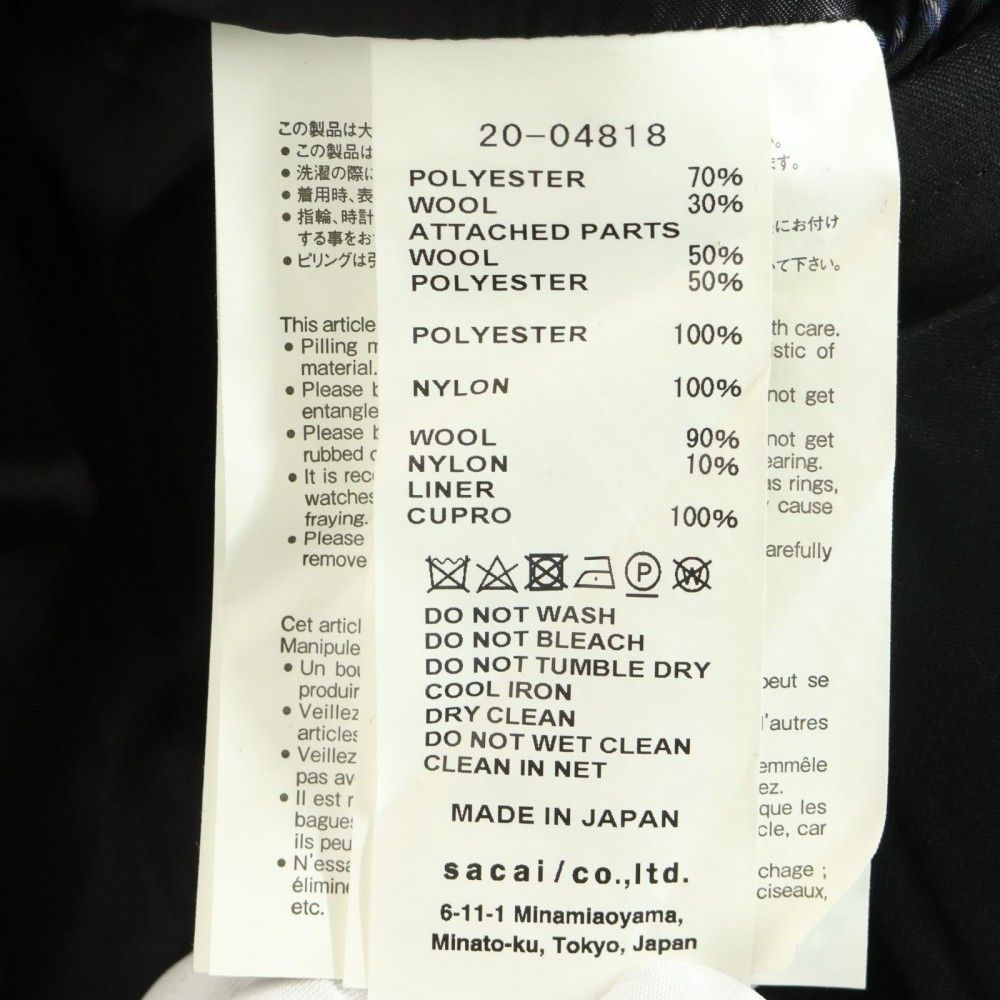 20-04818
POLYESTER 70%
WOOL 30%
ATTACHED PARTS
WOOL 50%
POLYESTER 50%
POLYESTER 100%
NYLON 100%
WOOL 90%
NYLON 10%
LINER
CUPRO 100%
P
W
DO NOT WASH
DO NOT BLEACH
DO NOT TUMBLE DRY
COOL IRON
DRY CLEAN
DO NOT WET CLEAN
CLEAN IN NET
MADE IN JAPAN
sacai/co.,ltd.
6-11-1 Minamiaoyama,
Minato-ku, Tokyo, Japan
この製品は大
• この製品は
• 洗濯の際に
• 着用時、表
• 指輪、時計 にお付け
する事をお
• ピリングは て下さい。
This article th care.
• Pilling stic of
material.
• Please not get
entangle
• Please not get
rubbed earing.
• It is rec as rings,
watches cause
fraying.
• Please arefully
remove
Cet articl
Manipule
• Un bou peut se
produir
• Veillez l'autres
articles
• Veillez emmêle
pas av ez.
• Il est que les
bague cle, car
ils peu
• N'essa chage ;
élimin ciseaux,
etc.